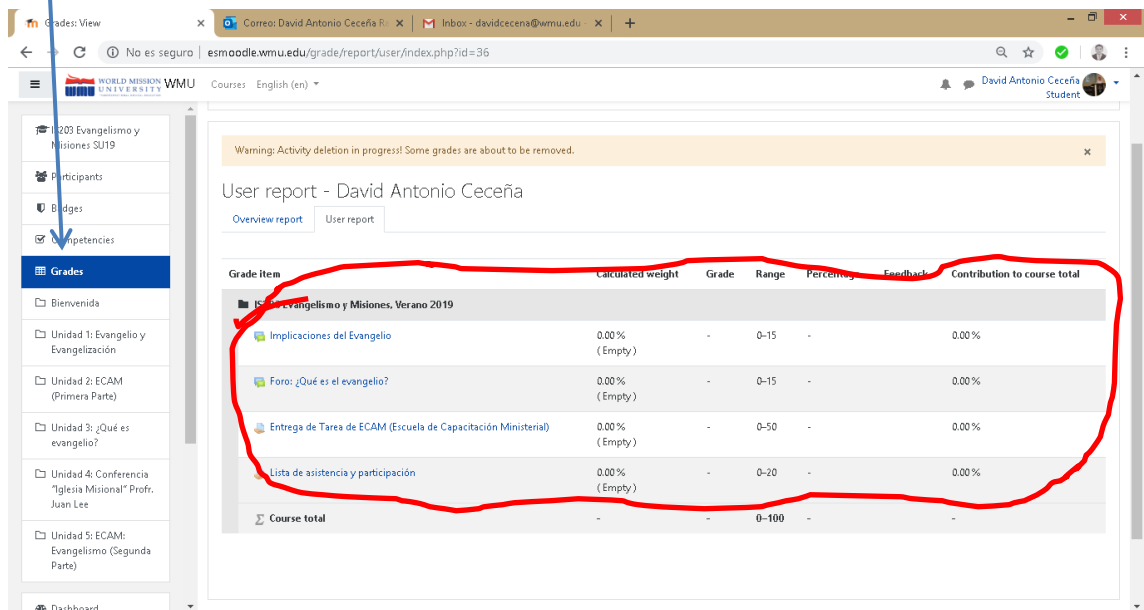 Grades: View
Correo: David Antonio Ceceña R
Inbox - davidcecena@wmu.edu -
No es seguro | esmoodle.wmu.edu/grade/report/user/index.php?id=36
WORLD MISSION UNIVERSITY WMU Courses English (en)
David Antonio Ceceña
Student
IS203 Evangelismo y
Misiones SU19
Participants
Badges
Competencies
Grades
Bienvenida
Unidad 1: Evangelio y
Evangelización
Unidad 2: ECAM
(Primera Parte)
Unidad 3: ¿Qué es
evangelio?
Unidad 4: Conferencia
"Iglesia Misional" Profr.
Juan Lee
Unidad 5: ECAM:
Evangelismo (Segunda
Parte)
Dashboard
Warning: Activity deletion in progress! Some grades are about to be removed.
User report - David Antonio Ceceña
Overview report User report
Grade item Calculated weight Grade Range Percentage Feedback Contribution to course total
IS203 Evangelismo y Misiones, Verano 2019
Implicaciones del Evangelio 0.00 % - 0–15 - 0.00 %
( Empty )
Foro: ¿Qué es el evangelio? 0.00 % - 0–15 - 0.00 %
( Empty )
Entrega de Tarea de ECAM (Escuela de Capacitación Ministerial) 0.00 % - 0–50 - 0.00 %
( Empty )
Lista de asistencia y participación 0.00 % - 0–20 - 0.00 %
( Empty )
Course total - - 0–100 - -